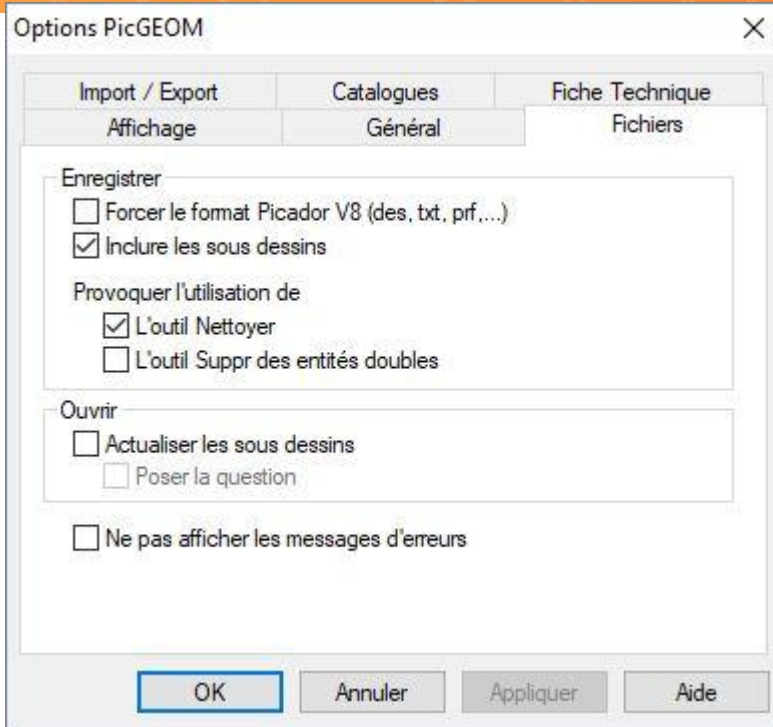 Options PicGEOM
Import / Export Catalogues Fiche Technique
Affichage Général Fichiers
Enregistrer
Forcer le format Picador V8 (des, txt, prf,...)
Inclure les sous dessins
Provoquer l'utilisation de
L'outil Nettoyer
L'outil Suppr des entités doubles
Ouvrir
Actualiser les sous dessins
Poser la question
Ne pas afficher les messages d'erreurs
OK Annuler Appliquer Aide